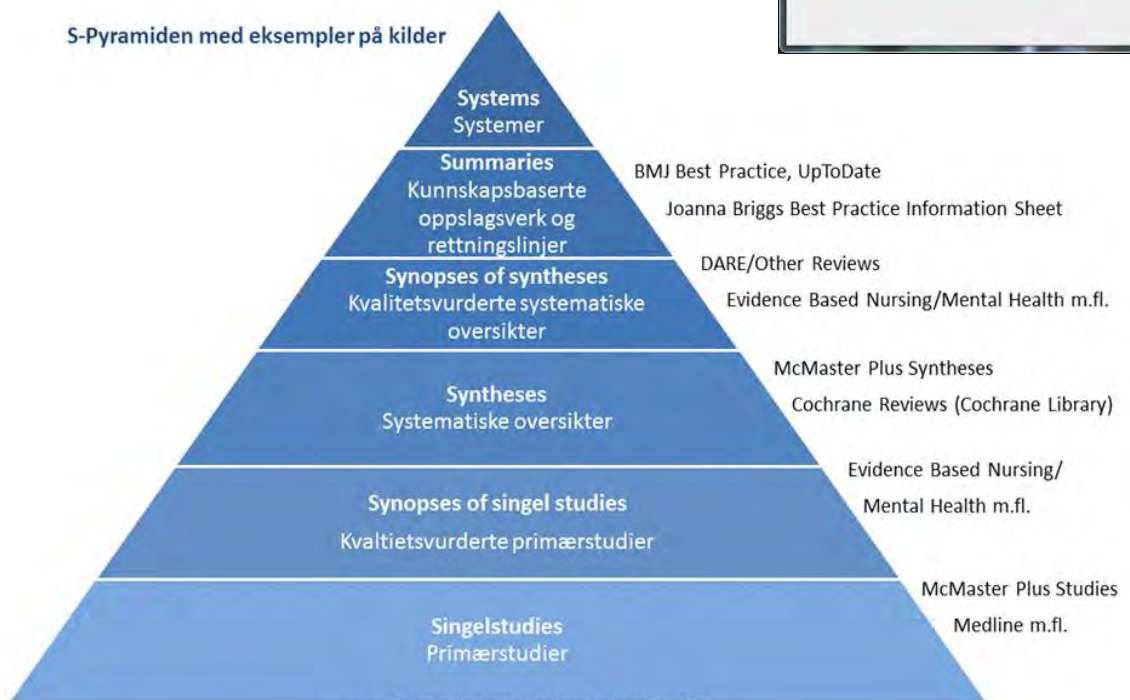 S-Pyramiden med eksempler på kilder
Systems
Systemer
Summaries
Kunnskapsbaserte
oppslagsverk og
rettningslinjer
BMJ Best Practice, UpToDate
Joanna Briggs Best Practice Information Sheet
Synopses of syntheses
Kvalitetsvurderte systematiske
oversikter
DARE/Other Reviews
Evidence Based Nursing/Mental Health m.fl.
Syntheses
Systematiske oversikter
McMaster Plus Syntheses
Cochrane Reviews (Cochrane Library)
Synopses of singel studies
Kvaltietsvurderte primærstudier
Evidence Based Nursing/
Mental Health m.fl.
Singelstudies
Primærstudier
McMaster Plus Studies
Medline m.fl.